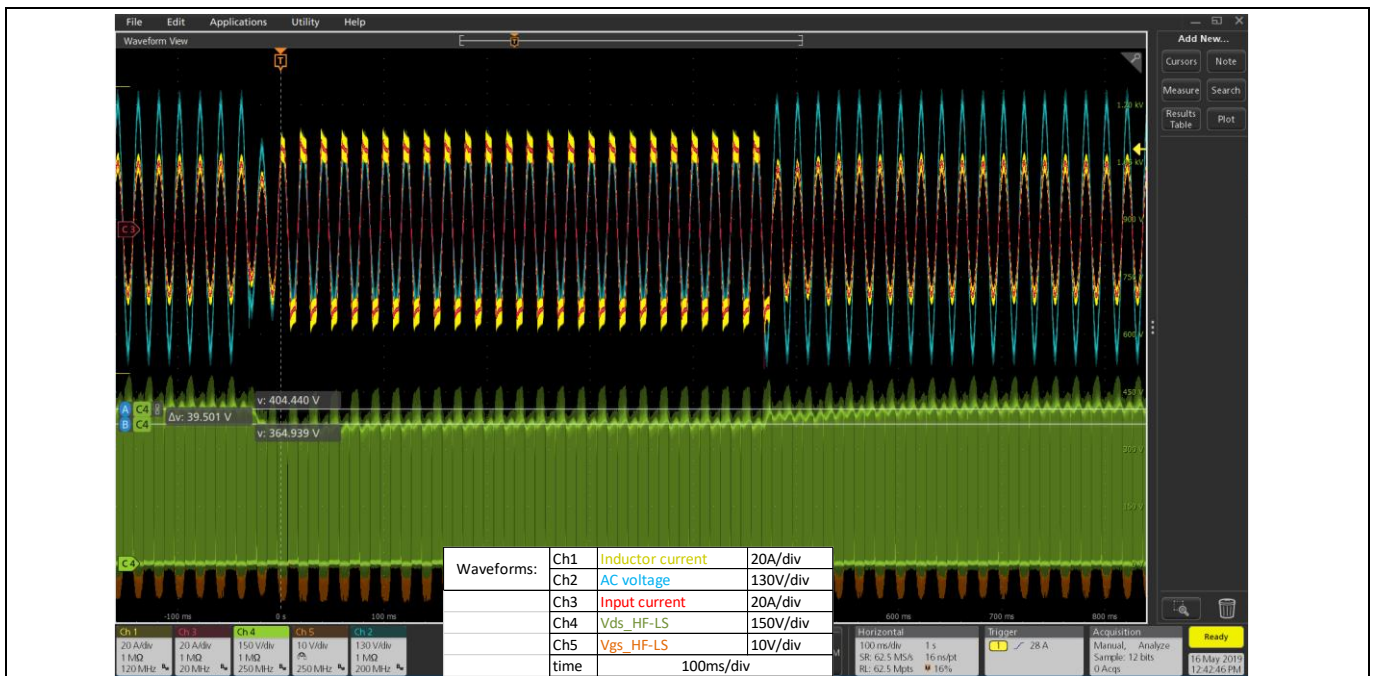 File Edit Applications Utility Help
Waveform View
Add New...
T
T
Cursors Note
Measure Search
Results Table Plot
C3
900 V
600 V
450 V
300 V
150 V
A C4
B C4
Δv: 39.501 V
v: 404.440 V
v: 364.939 V
C4
-100 ms 0 s 100 ms 600 ms 700 ms 800 ms
Waveforms: Ch1 Inductor current 20A/div
Ch2 AC voltage 130V/div
Ch3 Input current 20A/div
Ch4 Vds_HF-LS 150V/div
Ch5 Vgs_HF-LS 10V/div
time 100ms/div
Ch 1
20 A/div
1 MΩ
120 MHz
Ch 3
20 A/div
1 MΩ
20 MHz
Ch 4
150 V/div
1 MΩ
250 MHz
Ch 5
10 V/div
250 MHz
Ch 2
130 V/div
1 MΩ
200 MHz
Horizontal
100 ms/div 1 s
SR: 62.5 MS/s 16 ns/pt
RL: 62.5 Mpts 16%
Trigger
1 28 A
Acquisition
Manual, Analyze
Sample: 12 bits
0 Acqs
Ready
16 May 2019
12:42:46 PM